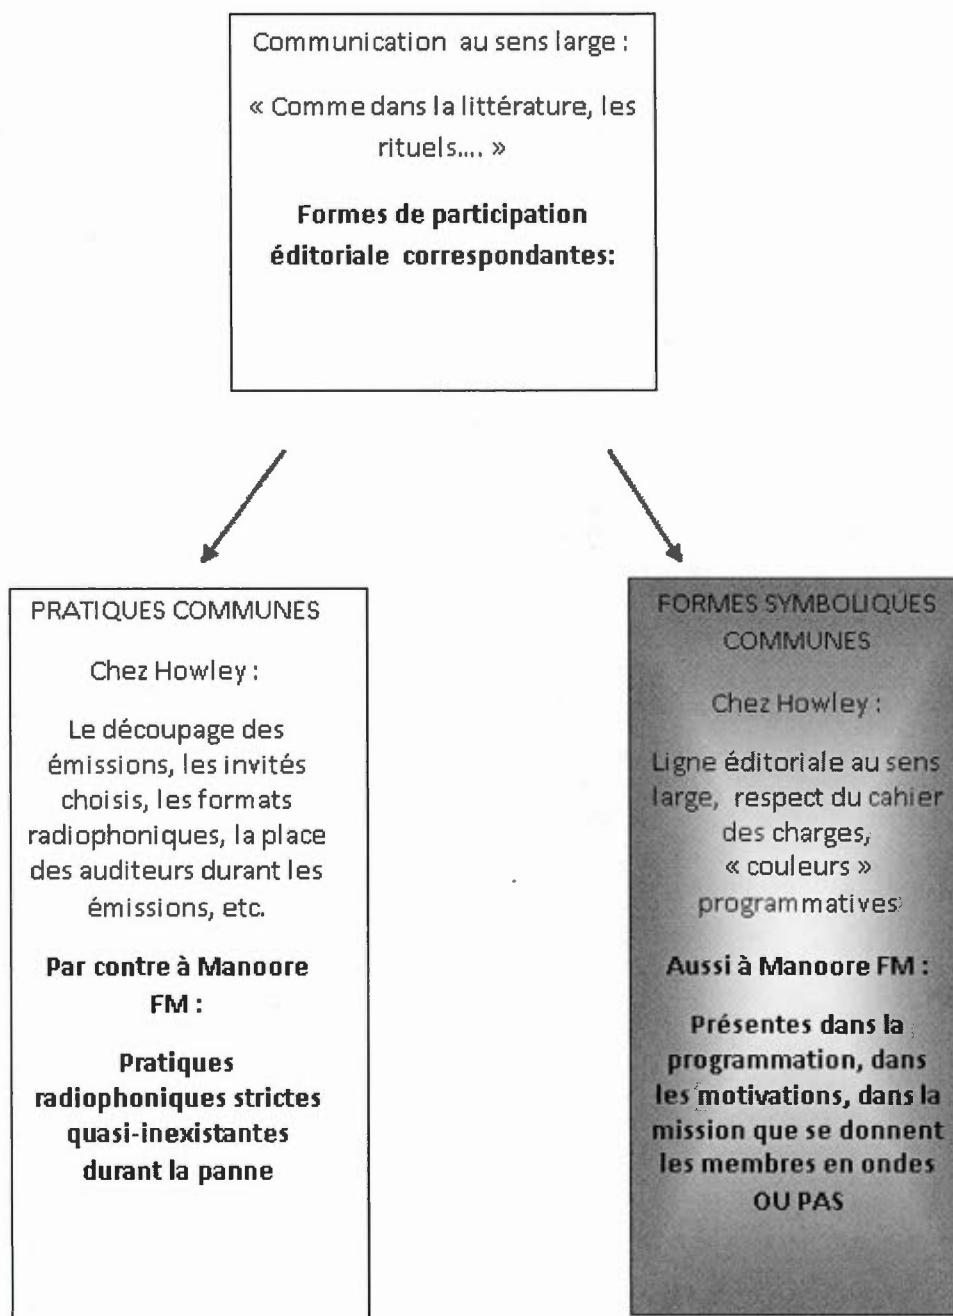 Communication au sens large :
« Comme dans la littérature, les
rituels.... »
Formes de participation
éditoriale correspondantes:
PRATIQUES COMMUNES
Chez Howley :
Le découpage des
émissions, les invités
choisis, les formats
radiophoniques, la place
des auditeurs durant les
émissions, etc.
Par contre à Manoore
FM :
Pratiques
radiophoniques strictes
quasi-inexistantes
durant la panne
FORMES SYMBOLIQUES
COMMUNES
Chez Howley :
Ligne éditoriale au sens
large, respect du cahier
des charges,
« couleurs »
programmatives
Aussi à Manoore FM :
Présentes dans la
programmation, dans
les motivations, dans la
mission que se donnent
les membres en ondes
OU PAS